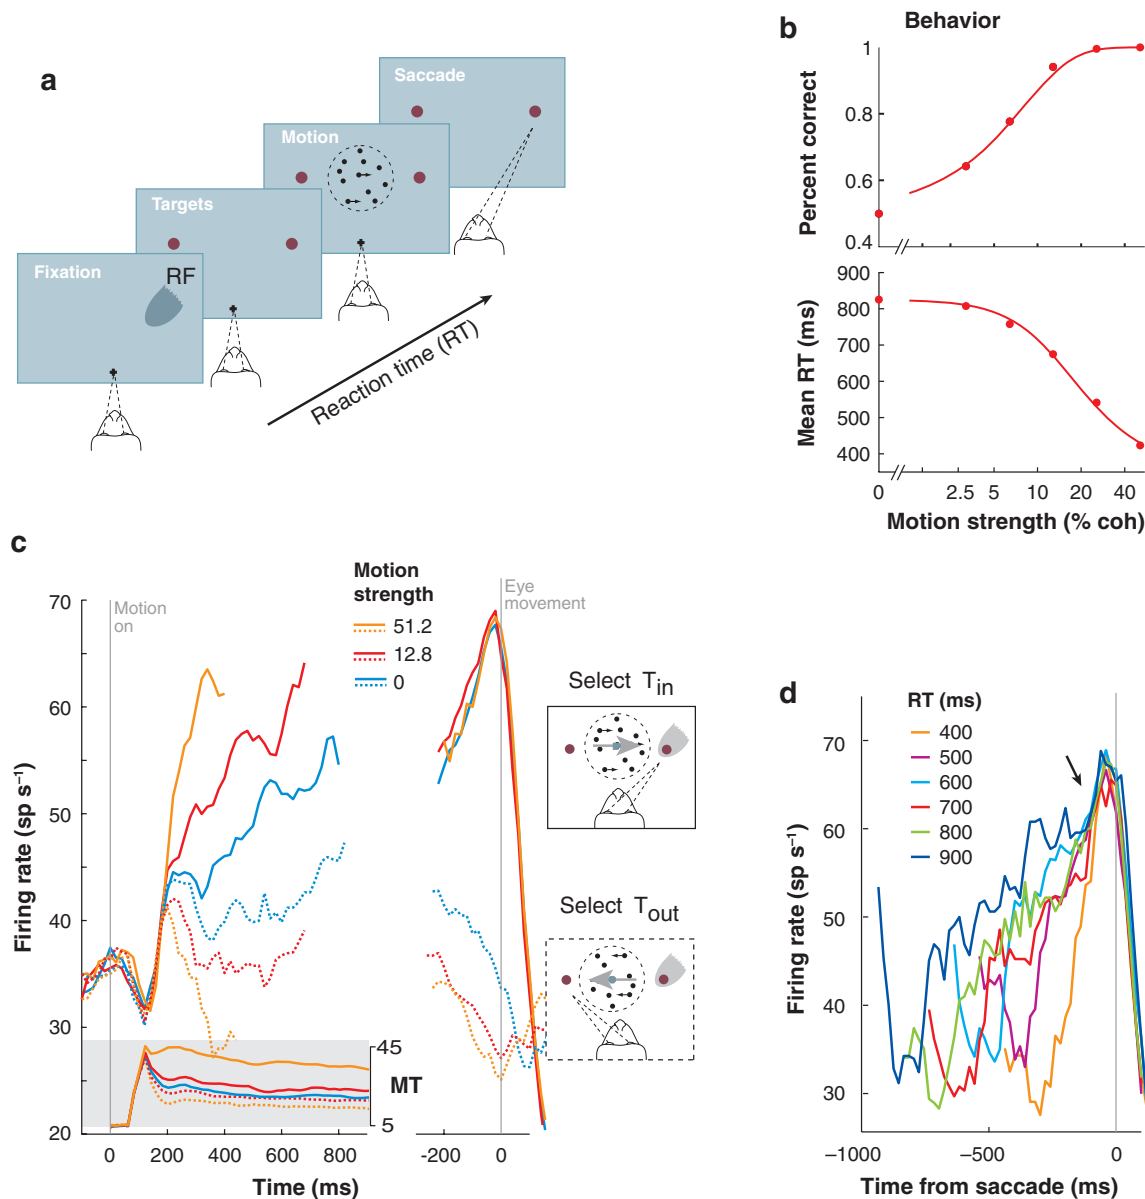 a
Fixation
RF
Targets
Motion
Saccade
Reaction time (RT)
b
Behavior
Percent correct
1
0.8
0.6
0.4
Mean RT (ms)
900
800
700
600
500
400
0 2.5 5 10 20 40
Motion strength (% coh)
c
Firing rate (sp s⁻¹)
70
60
50
40
30
20
Motion
on
Motion
strength
51.2
12.8
0
Eye
movement
45
MT
5
0 200 400 600 800
-200 0
Time (ms)
Select Tin
Select Tout
d
RT (ms)
400
500
600
700
800
900
Firing rate (sp s⁻¹)
70
60
50
40
30
–1000 –500 0
Time from saccade (ms)